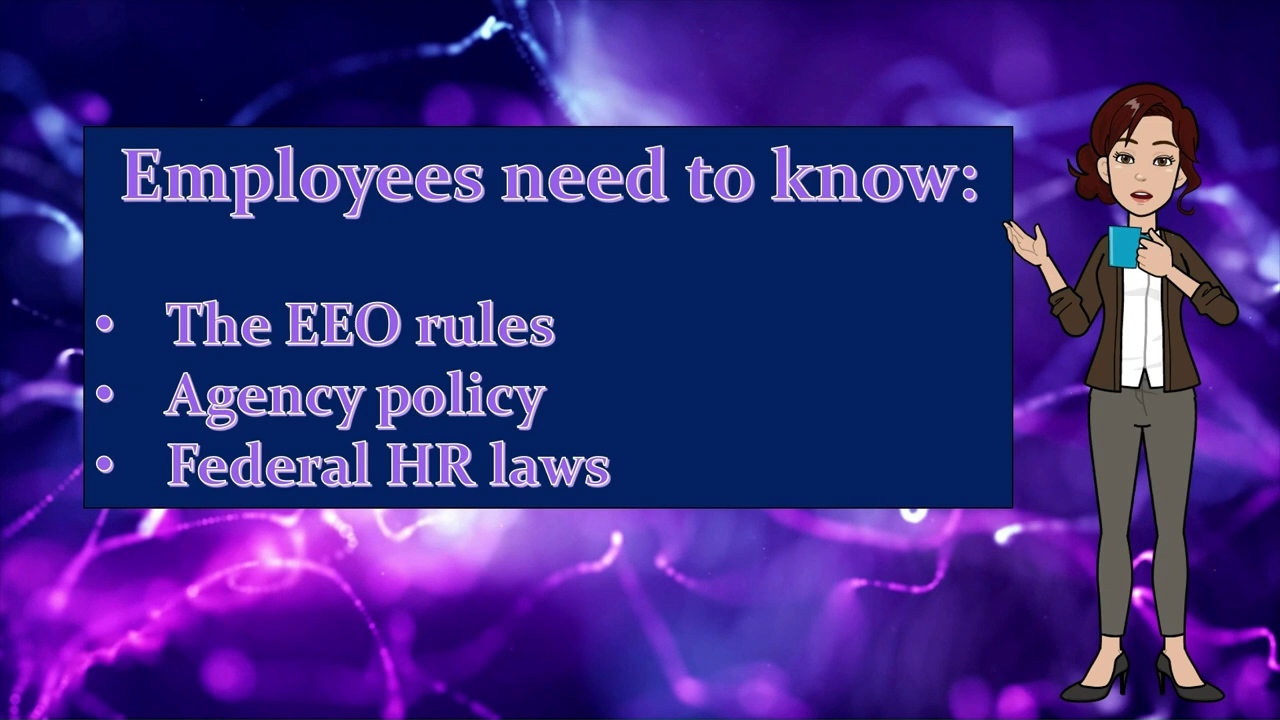 Employees need to know:
• The EEO rules
• Agency policy
• Federal HR laws